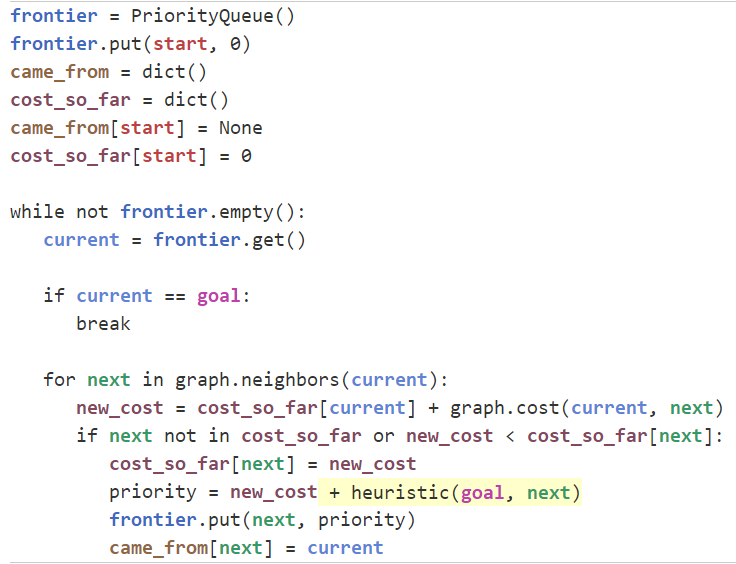 frontier = PriorityQueue()
frontier.put(start, 0)
came_from = dict()
cost_so_far = dict()
came_from[start] = None
cost_so_far[start] = 0

while not frontier.empty():
   current = frontier.get()

   if current == goal:
      break

   for next in graph.neighbors(current):
      new_cost = cost_so_far[current] + graph.cost(current, next)
      if next not in cost_so_far or new_cost < cost_so_far[next]:
         cost_so_far[next] = new_cost
         priority = new_cost + heuristic(goal, next)
         frontier.put(next, priority)
         came_from[next] = current